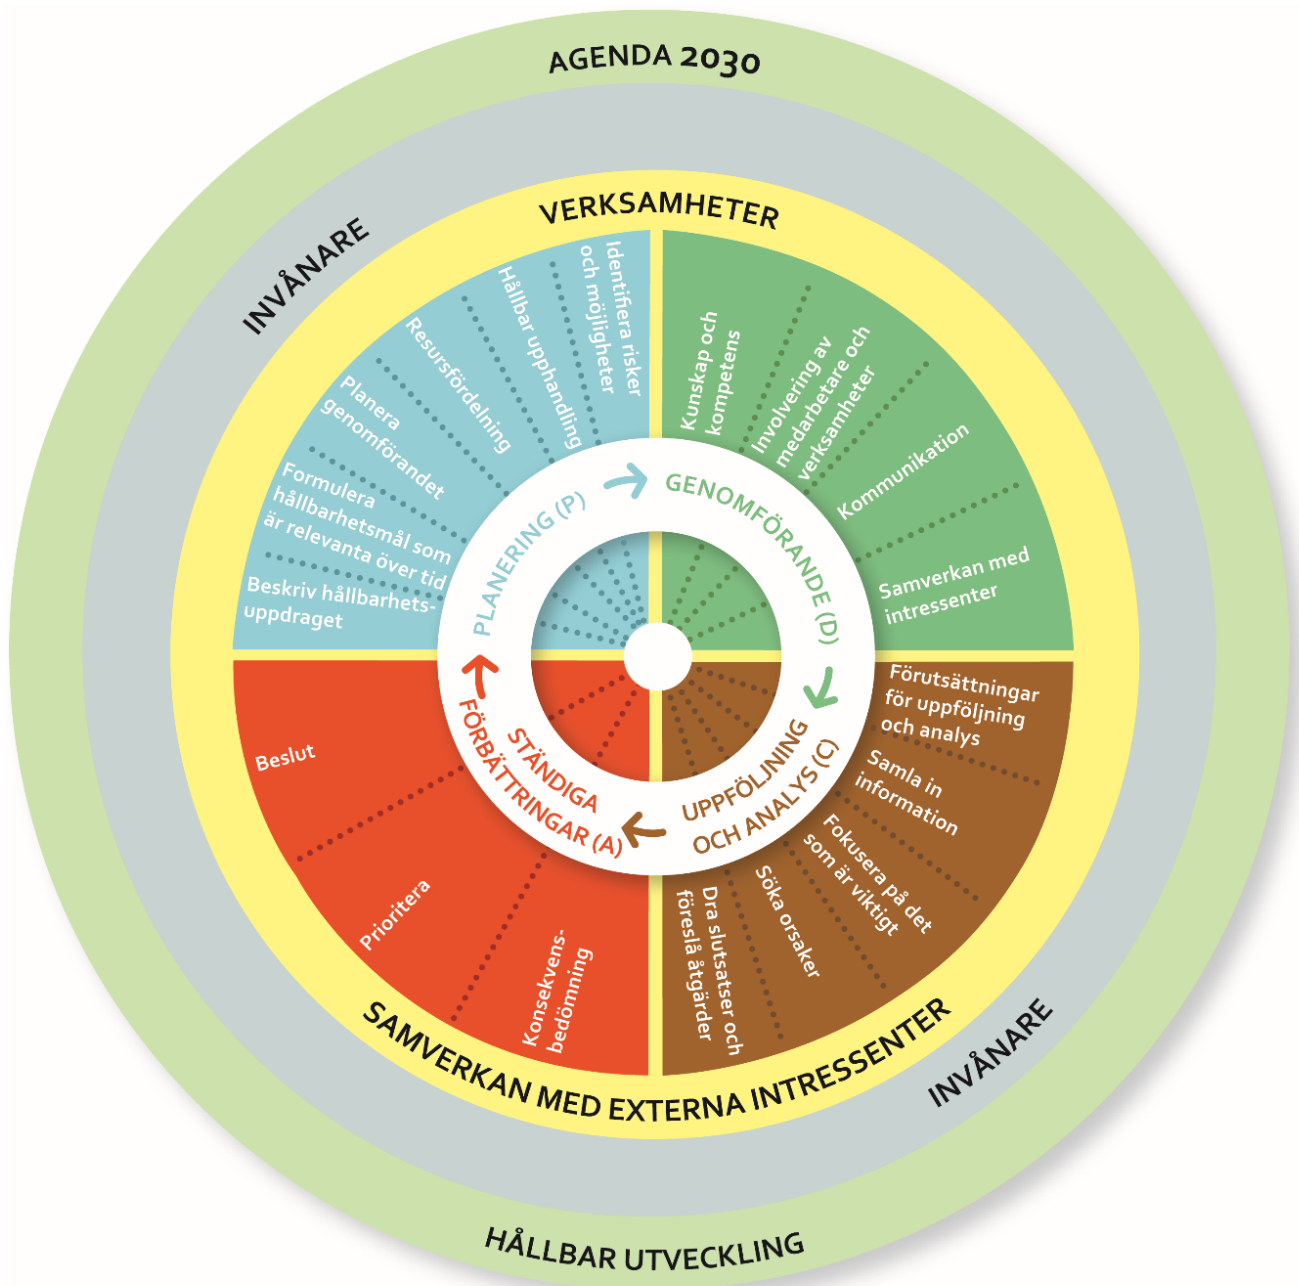 AGENDA 2030
INVÅNARE
VERKSAMHETER
Beskriv hållbarhets-
uppdraget
Formulera
hållbarhetsmål som
är relevanta över tid
Planera
genomförandet
Resursfördelning
Hållbar upphandling
Identifiera risker
och möjligheter
Kunskap och
kompetens
Involvering av
medarbetare och
verksamheter
Kommunikation
Samverkan med
intressenter
PLANERING (P)
GENOMFÖRANDE (D)
UPPFÖLJNING
OCH ANALYS (C)
STÄNDIGA
FÖRBÄTTRINGAR (A)
Förutsättningar
för uppföljning
och analys
Samla in
information
Fokusera på det
som är viktigt
Söka orsaker
Dra slutsatser och
föreslå åtgärder
Konsekvens-
bedömning
Prioritera
Beslut
SAMVERKAN MED EXTERNA INTRESSENTER
INVÅNARE
HÅLLBAR UTVECKLING